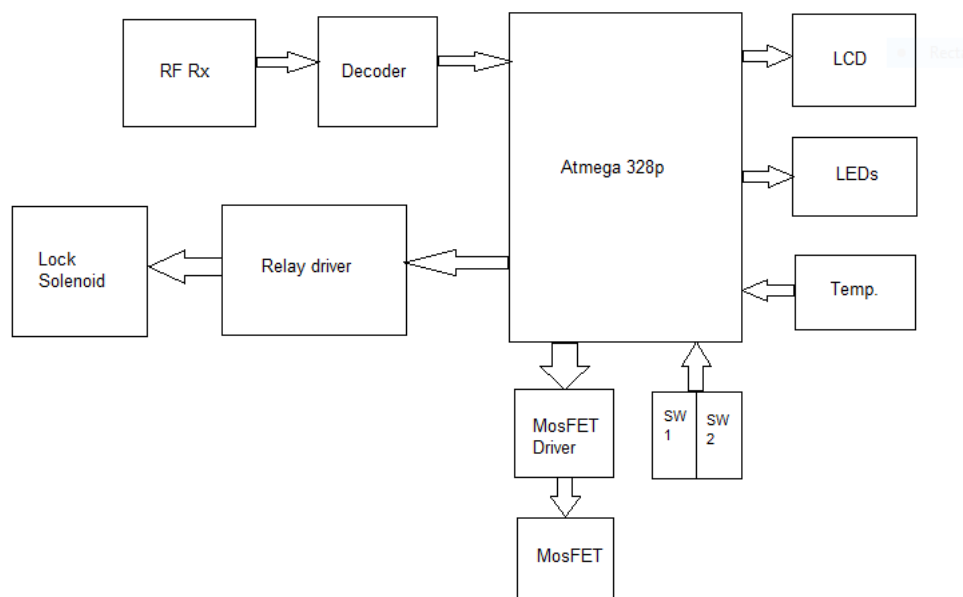 RF Rx
Decoder
Atmega 328p
LCD
LEDs
Temp.
Lock
Solenoid
Relay driver
MosFET
Driver
SW
1
SW
2
MosFET